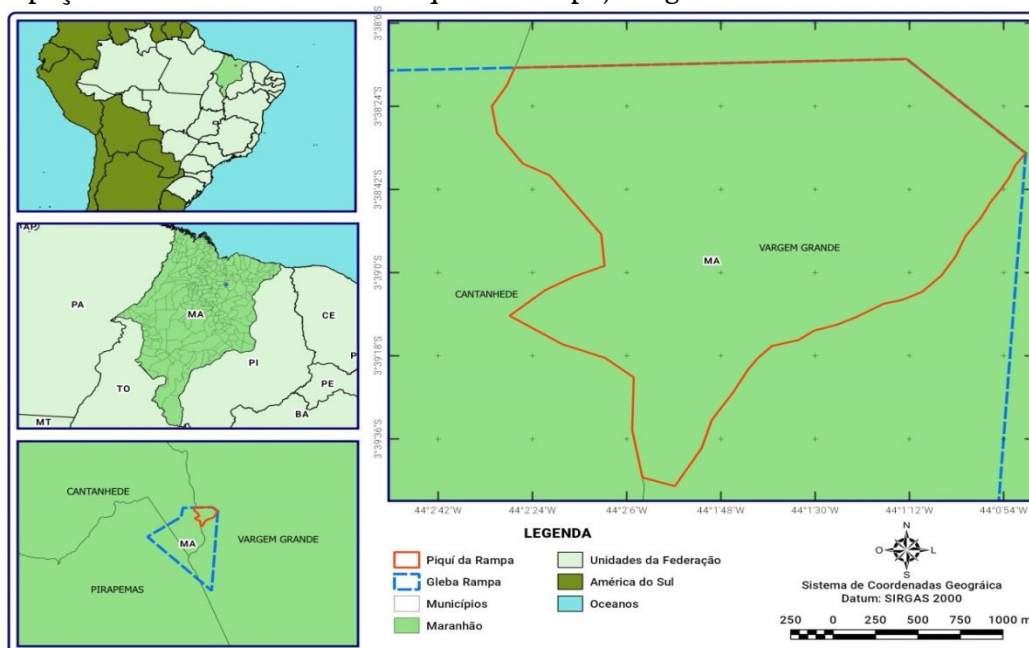 AP
PA
MA
CE
PI
P
TO
PE
BA
MT
CANTANHEDE
MA
VARGEM GRANDE
PIRAPEMAS
3°38'6"S
3°38'24"S
3°38'42"S
3°39'0"S
3°39'18"S
3°39'36"S
VARGEM GRANDE
MA
CANTANHEDE
44°2'42"W
44°2'24"W
44°2'6"W
44°1'48"W
44°1'30"W
44°1'12"W
44°0'54"W
LEGENDA
Piquí da Rampa
Gleba Rampa
Municípios
Maranhão
Unidades da Federação
América do Sul
Oceanos
N
O
L
S
Sistema de Coordenadas Geográica
Datum: SIRGAS 2000
250 0 250 500 750 1000 m